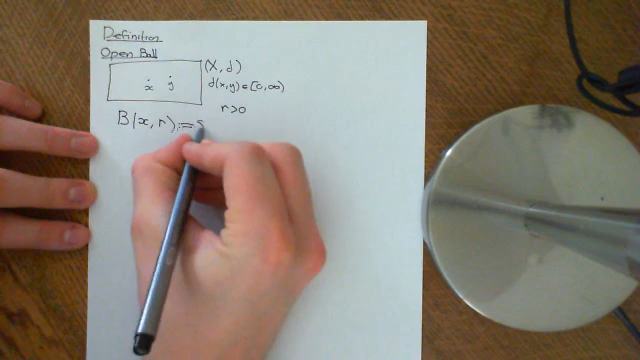 Definition
Open Ball
(X, d)
x y
d(x,y) ∈ [0,∞)
r>0
B(x, r) :=